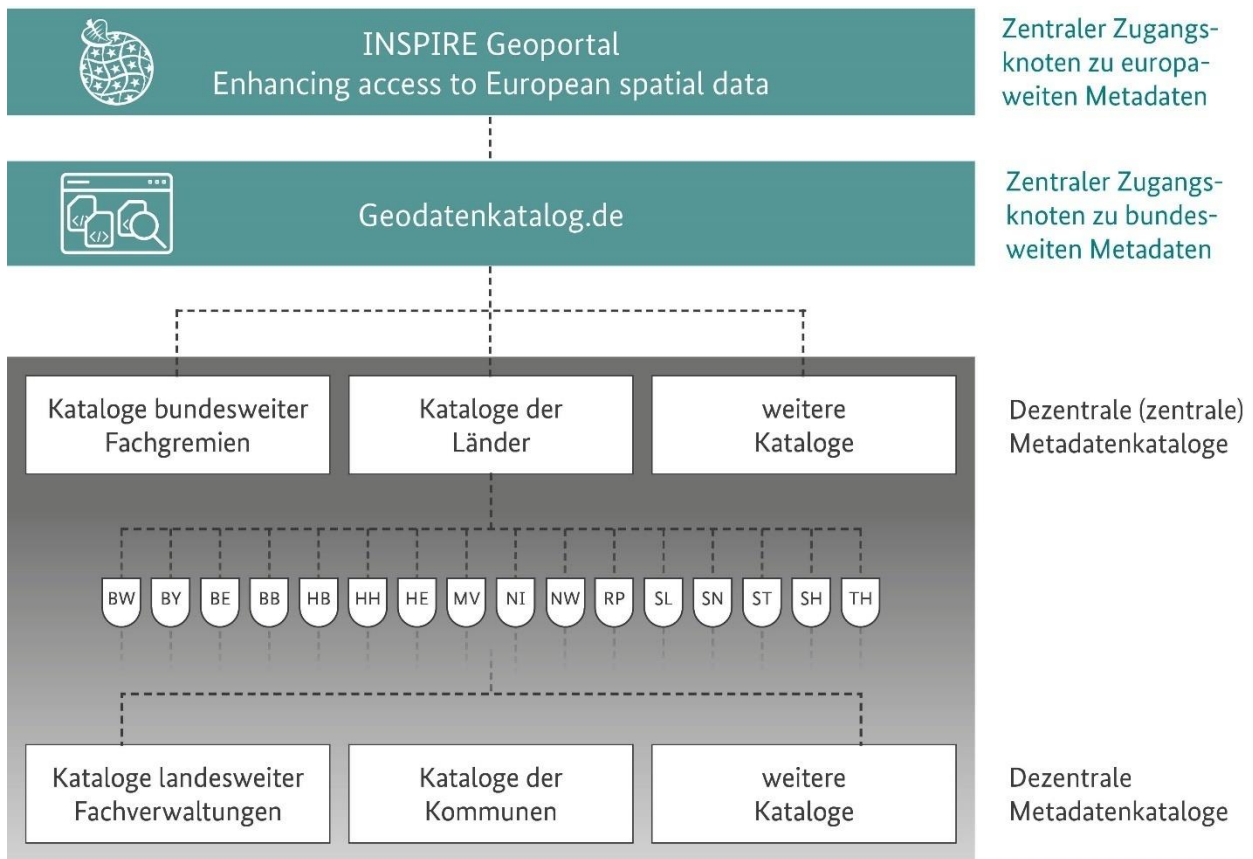 INSPIRE Geoportal
Enhancing access to European spatial data
Zentraler Zugangs-
knoten zu europa-
weiten Metadaten
</>
</>
</>
Geodatenkatalog.de
Zentraler Zugangs-
knoten zu bundes-
weiten Metadaten
Kataloge bundesweiter
Fachgremien
Kataloge der
Länder
weitere
Kataloge
Dezentrale (zentrale)
Metadatenkataloge
BW BY BE BB HB HH HE MV NI NW RP SL SN ST SH TH
Kataloge landesweiter
Fachverwaltungen
Kataloge der
Kommunen
weitere
Kataloge
Dezentrale
Metadatenkataloge